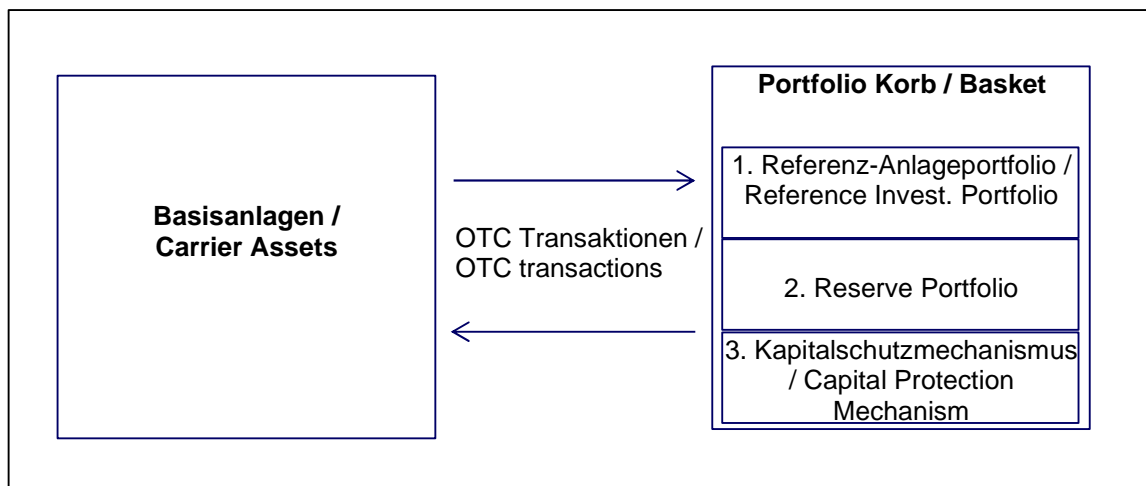 Basisanlagen /
Carrier Assets
OTC Transaktionen /
OTC transactions
Portfolio Korb / Basket
1. Referenz-Anlageportfolio /
Reference Invest. Portfolio
2. Reserve Portfolio
3. Kapitalschutzmechanismus
/ Capital Protection
Mechanism